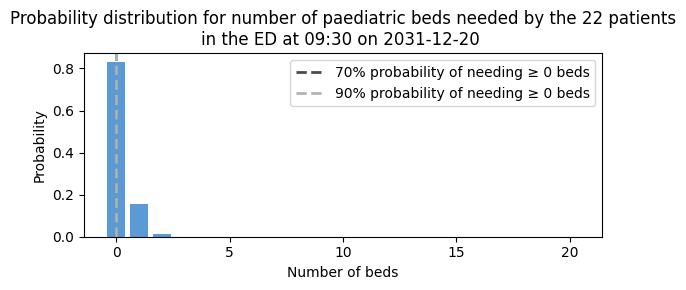 Probability distribution for number of paediatric beds needed by the 22 patients
in the ED at 09:30 on 2031-12-20
70% probability of needing ≥ 0 beds
90% probability of needing ≥ 0 beds
Probability
0.8
0.6
0.4
0.2
0.0
0 5 10 15 20
Number of beds